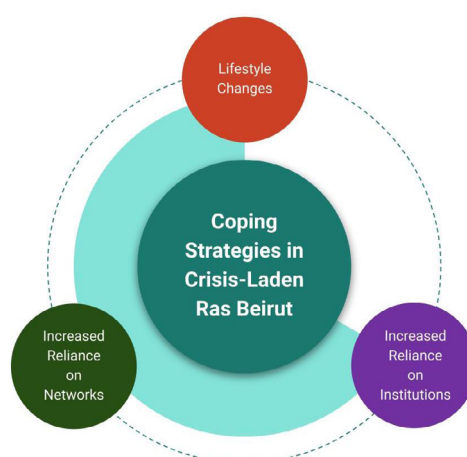 Lifestyle
Changes
Coping
Strategies in
Crisis-Laden
Ras Beirut
Increased
Reliance
on
Networks
Increased
Reliance
on
Institutions